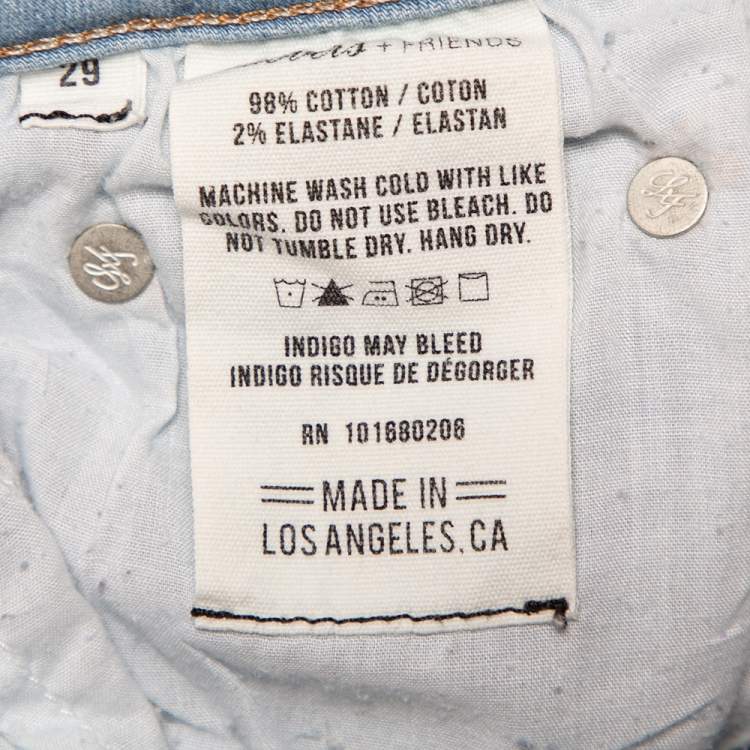 + FRIENDS
29
98% COTTON / COTON
2% ELASTANE / ELASTAN
MACHINE WASH COLD WITH LIKE
COLORS. DO NOT USE BLEACH. DO
NOT TUMBLE DRY. HANG DRY.
INDIGO MAY BLEED
INDIGO RISQUE DE DÉGORGER
RN 101680206
MADE IN
LOS ANGELES, CA